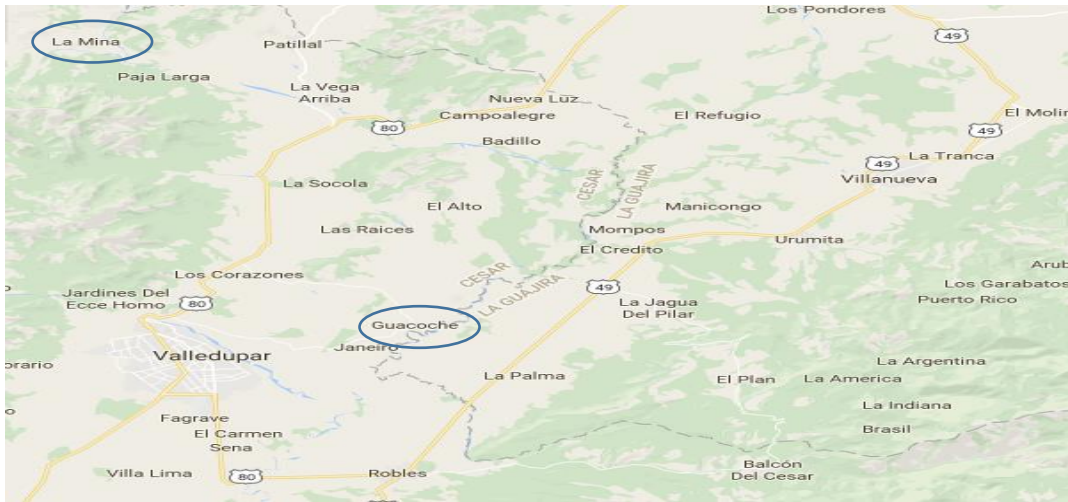 Los Pondores
49
La Mina
Patillal
Paja Larga
La Vega
Arriba
Nueva Luz
Campoalegre
El Refugio
El Molin
80
49
Badillo
La Tranca
49
Villanueva
La Socola
CESAR
LA GUAJIRA
El Alto
Manicongo
Las Raices
Mompos
Urumita
El Credito
Arub
Los Corazones
CESAR
LA GUAJIRA
49
Los Garabatos
Puerto Rico
Jardines Del
Ecce Homo
80
La Jagua
Del Pilar
Guacoche
Janeiro
Valledupar
orario
La Argentina
La Palma
El Plan
La America
La Indiana
Fagrave
Brasil
El Carmen
Sena
Villa Lima
80
Robles
Balcón
Del Cesar
o